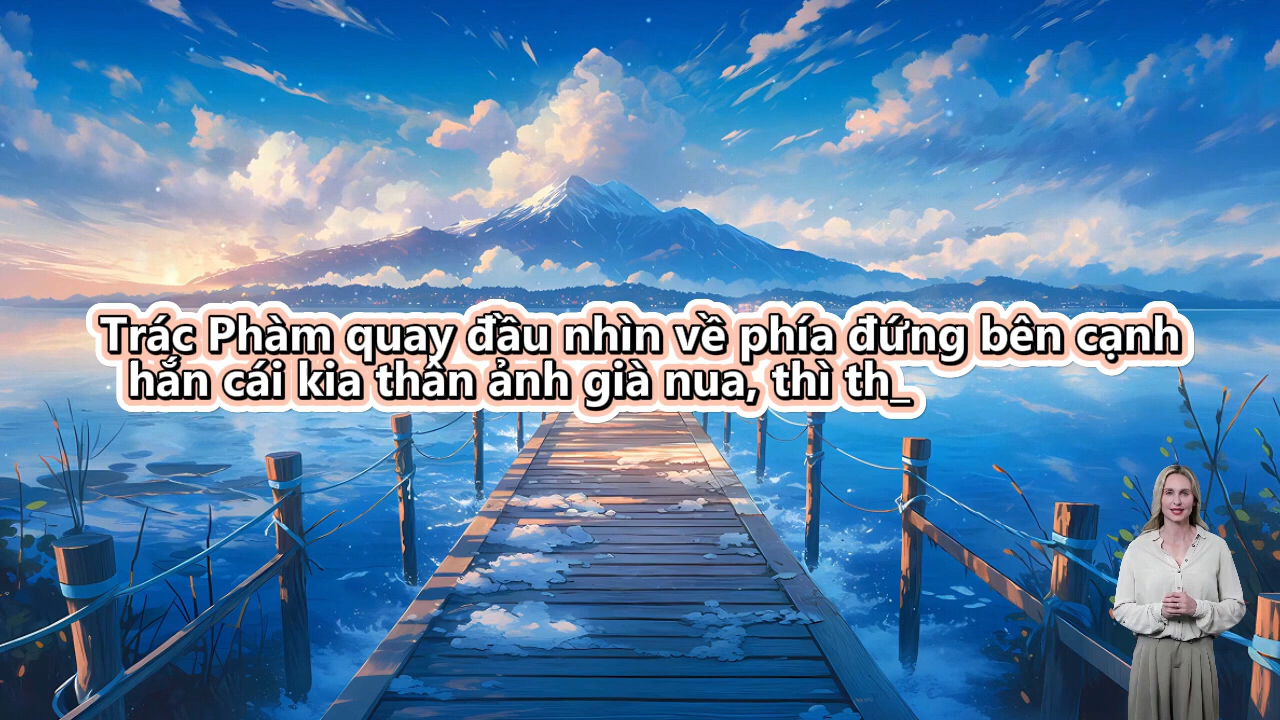 Trác Phàm quay đầu nhìn về phía đứng bên cạnh
hắn cái kia thân ảnh già nua, thì th_